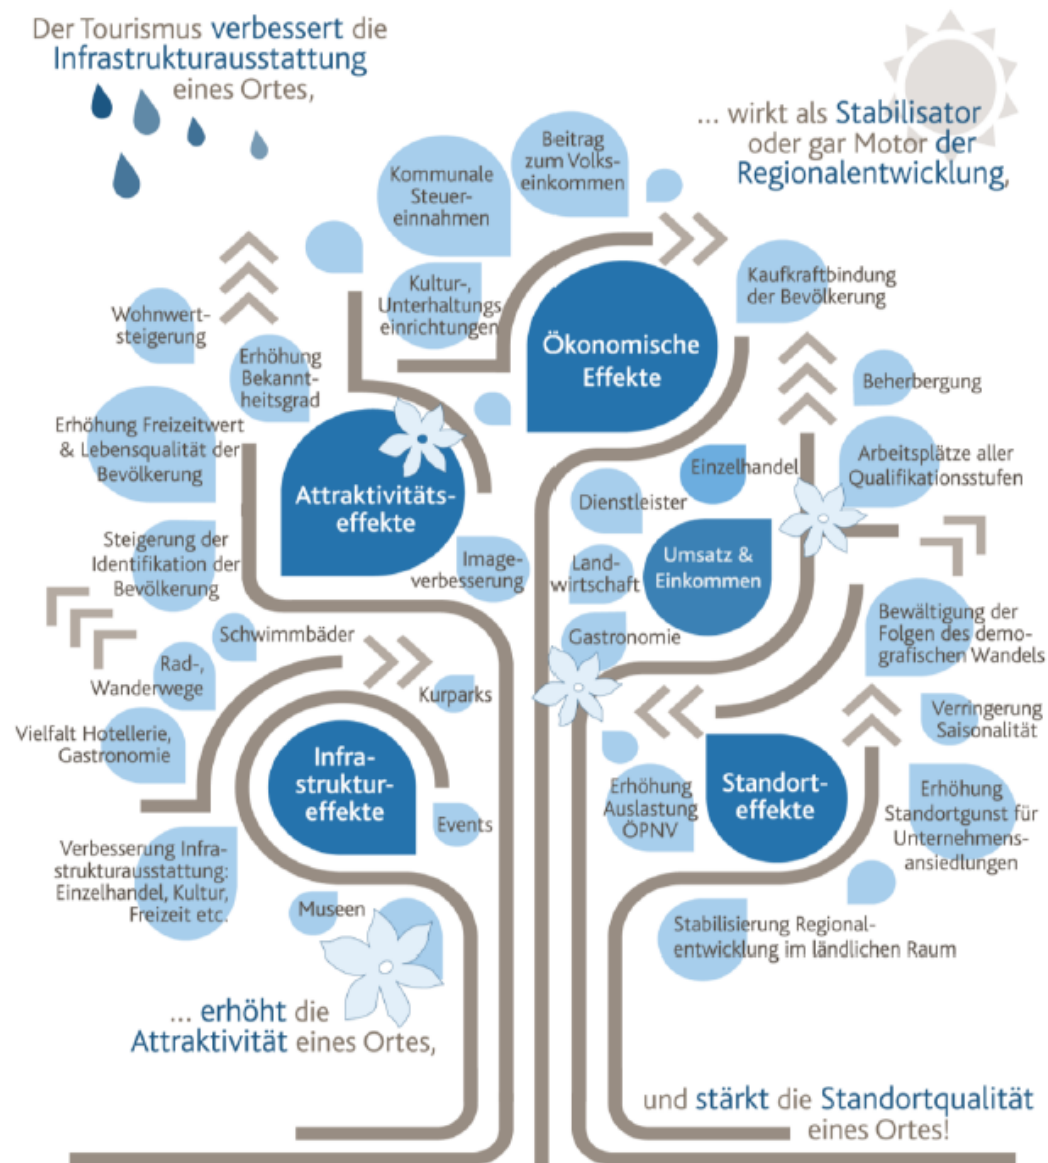 Der Tourismus verbessert die
Infrastrukturausstattung
eines Ortes,
... wirkt als Stabilisator
oder gar Motor der
Regionalentwicklung,
Beitrag
zum Volks-
einkommen
Kommunale
Steuer-
einnahmen
Kultur-,
Unterhaltungs
einrichtungen
Ökonomische
Effekte
Kaufkraftbindung
der Bevölkerung
Wohnwert-
steigerung
Erhöhung
Bekannt-
heitsgrad
Erhöhung Freizeitwert
& Lebensqualität der
Bevölkerung
Attraktivitäts-
effekte
Steigerung der
Identifikation der
Bevölkerung
Image-
verbesserung
Beherbergung
Einzelhandel
Arbeitsplätze aller
Qualifikationsstufen
Dienstleister
Umsatz &
Einkommen
Land-
wirtschaft
Gastronomie
Bewältigung der
Folgen des demo-
grafischen Wandels
Verringerung
Saisonalität
Schwimmbäder
Rad-,
Wanderwege
Kurparks
Vielfalt Hotellerie,
Gastronomie
Infra-
struktur-
effekte
Events
Verbesserung Infra-
strukturausstattung:
Einzelhandel, Kultur,
Freizeit etc.
Museen
Erhöhung
Auslastung
ÖPNV
Standort-
effekte
Erhöhung
Standortgunst für
Unternehmens-
ansiedlungen
Stabilisierung Regional-
entwicklung im ländlichen Raum
... erhöht die
Attraktivität eines Ortes,
und stärkt die Standortqualität
eines Ortes!